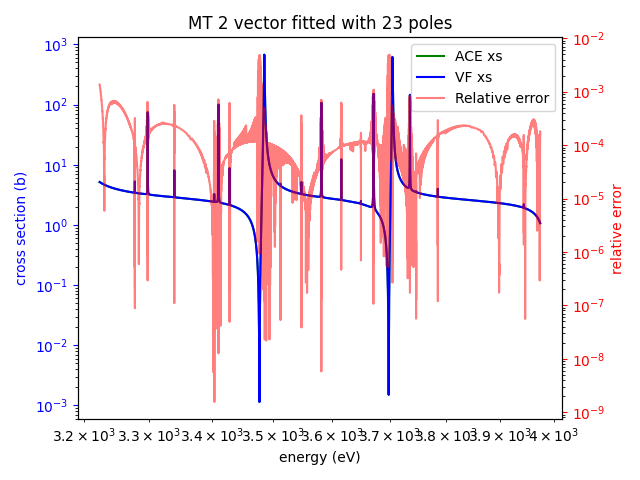 MT 2 vector fitted with 23 poles
ACE xs
VF xs
Relative error
cross section (b)
10³
10²
10¹
10⁰
10⁻¹
10⁻²
10⁻³
relative error
10⁻²
10⁻³
10⁻⁴
10⁻⁵
10⁻⁶
10⁻⁷
10⁻⁸
10⁻⁹
3.2 × 10³ 3.3 × 10³ 3.4 × 10³ 3.5 × 10³ 3.6 × 10³ 3.7 × 10³ 3.8 × 10³ 3.9 × 10³ 4 × 10³
energy (eV)